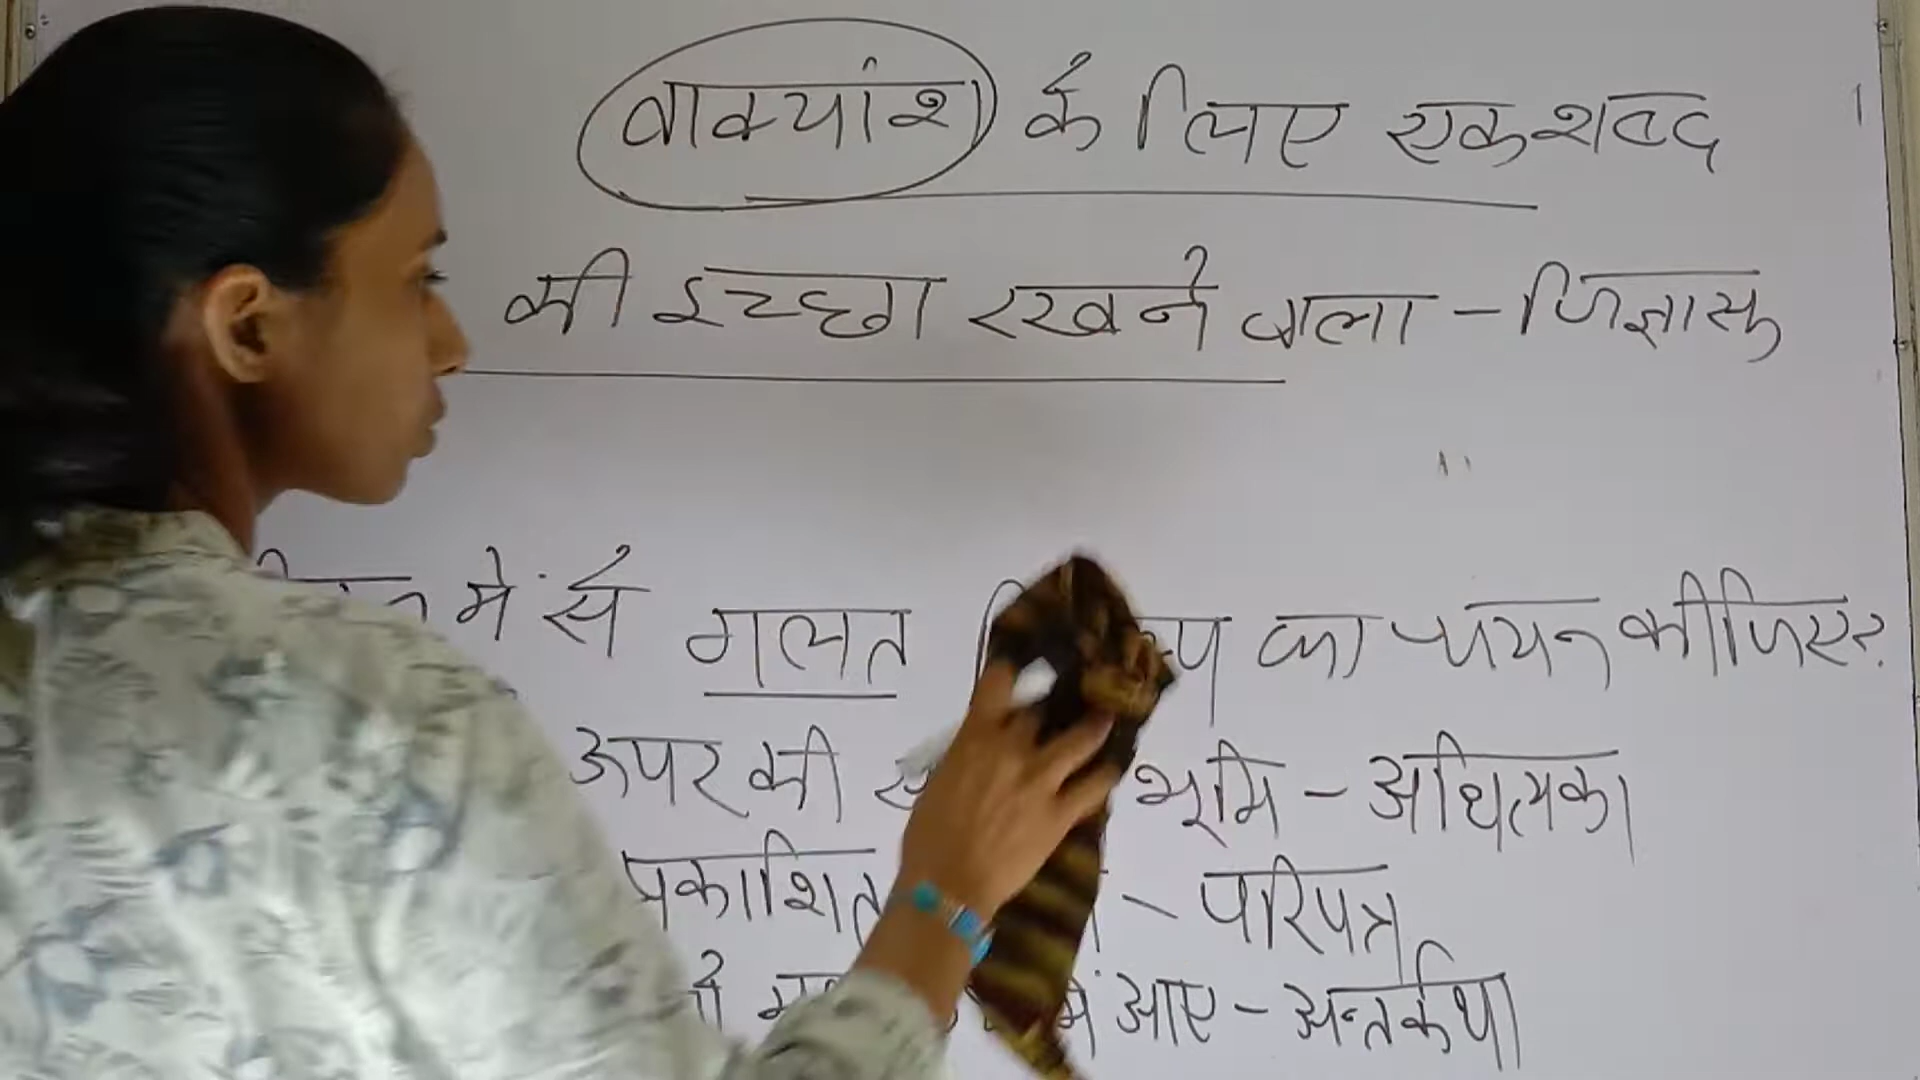 वाक्यांश के लिए एक शब्द
की इच्छा रखने वाला - जिज्ञासु
में से गलत का चयन कीजिए?
ऊपर की भूमि - अधित्यका
प्रकाशित - परिपत्र
में आए - अन्तर्कथा